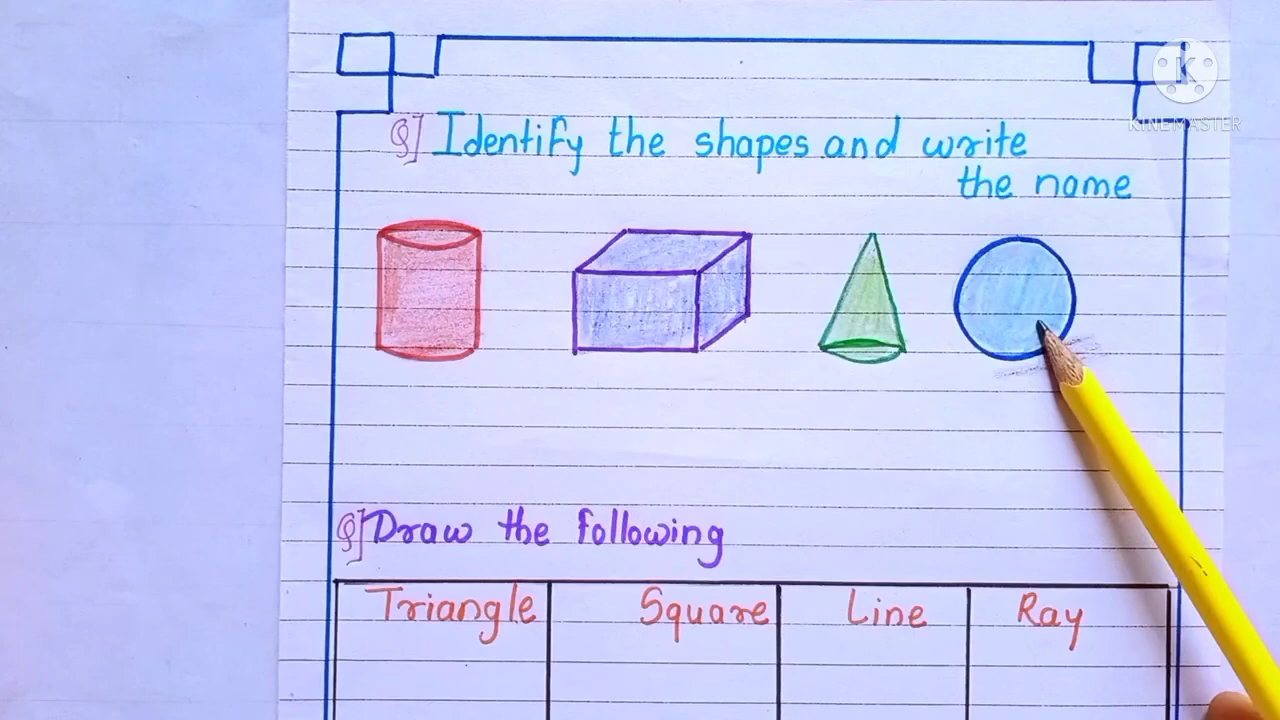 Q] Identify the shapes and write
the name
Q] Draw the following
Triangle Square Line Ray
K
KINEMASTER